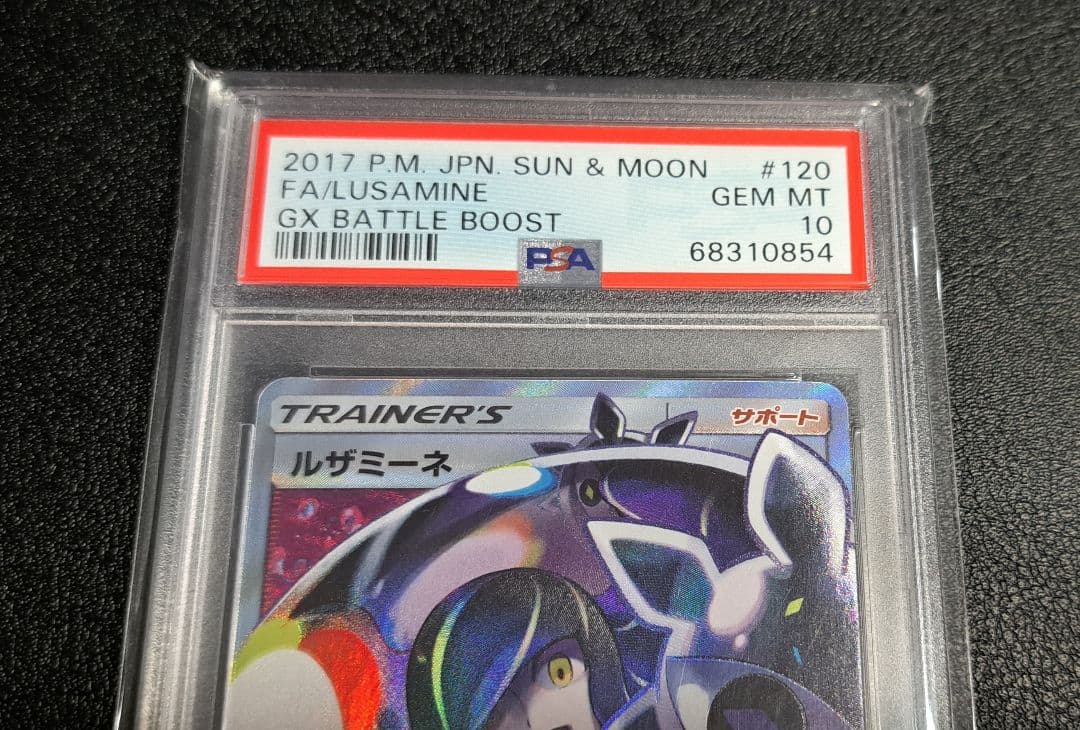 2017 P.M. JPN. SUN & MOON #120
FA/LUSAMINE GEM MT
GX BATTLE BOOST 10
PSA 68310854
TRAINER'S サポート
ルザミーネ